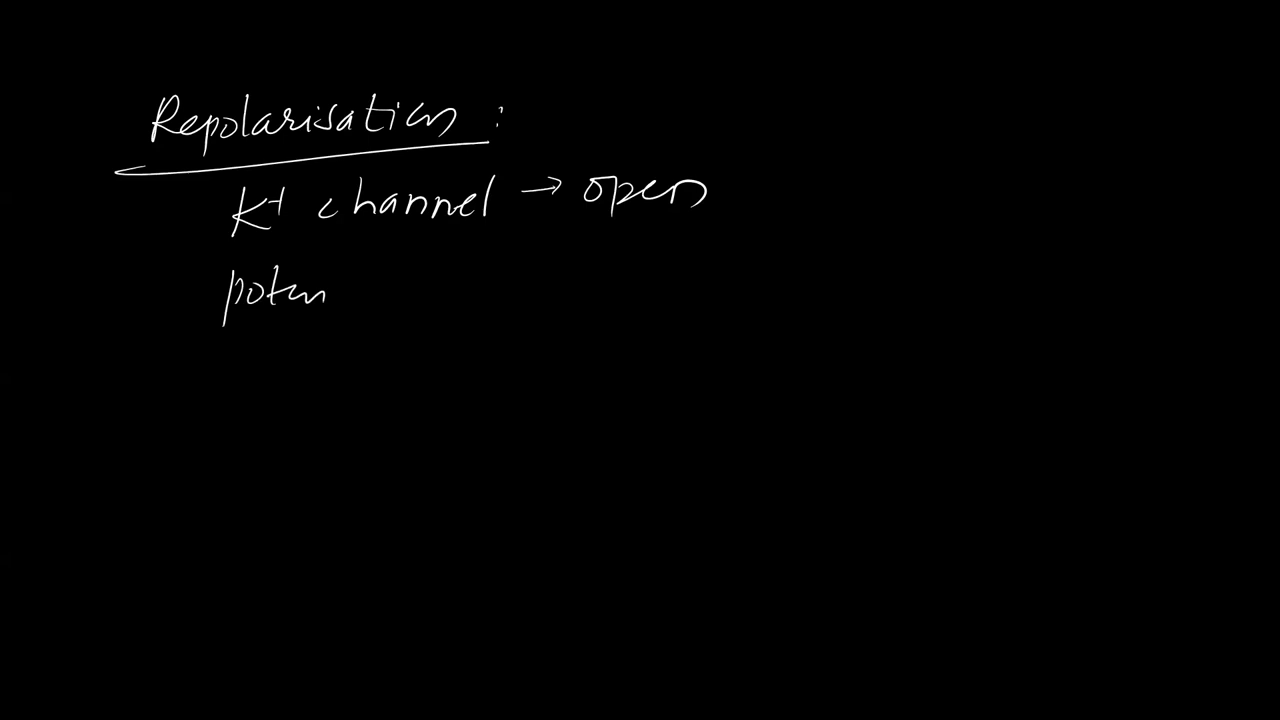 Repolarisation :
K+ channel → open
poten